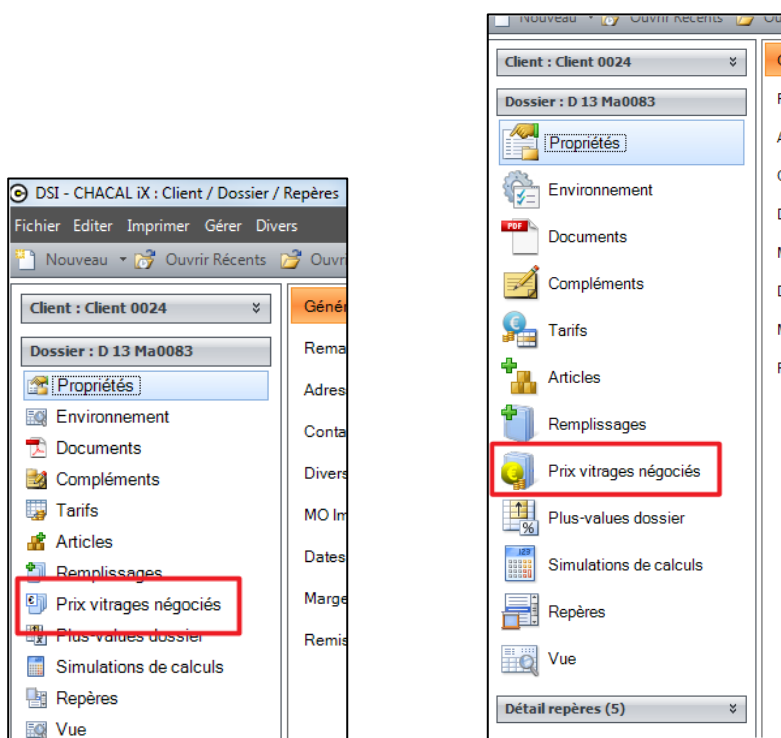 DSI - CHACAL iX : Client / Dossier / Repères
Fichier Editer Imprimer Gérer Divers
Nouveau Ouvrir Récents
Client : Client 0024
Dossier : D 13 Ma0083
Propriétés
Environnement
Documents
Compléments
Tarifs
Articles
Remplissages
Prix vitrages négociés
Plus-values dossier
Simulations de calculs
Repères
Vue
Génér
Rema
Adres
Conta
Divers
MO Im
Dates
Marge
Remis
Nouveau Ouvrir Récents
Client : Client 0024
Dossier : D 13 Ma0083
Propriétés
Environnement
PDF
Documents
Compléments
Tarifs
Articles
Remplissages
Prix vitrages négociés
Plus-values dossier
Simulations de calculs
Repères
Vue
Détail repères (5)